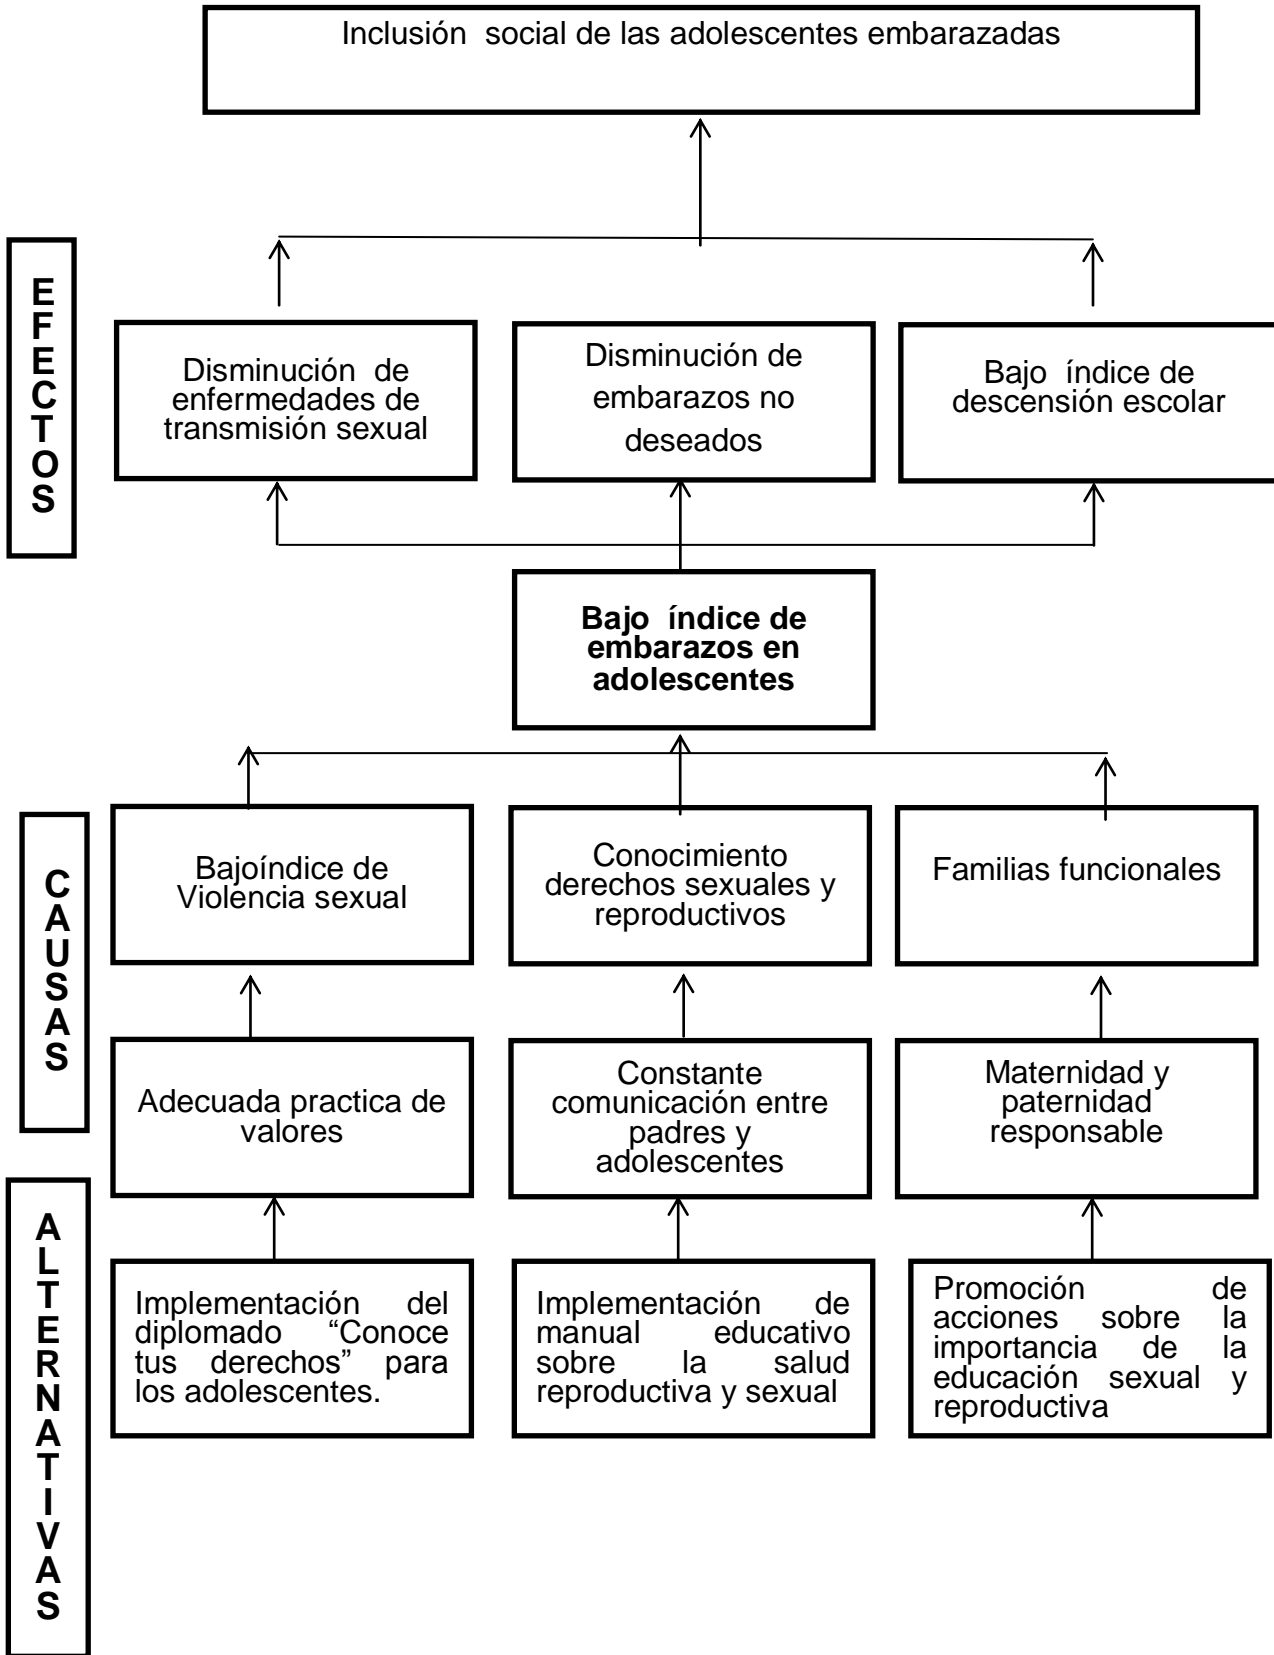 Inclusión  social de las adolescentes embarazadas
EFECTOS
Disminución  de
enfermedades de
transmisión sexual
Disminución de
embarazos no
deseados
Bajo  índice de
descensión escolar
Bajo  índice de
embarazos en
adolescentes
CAUSAS
Bajoíndice de
Violencia sexual
Conocimiento
derechos sexuales y
reproductivos
Familias funcionales
Adecuada practica de
valores
Constante
comunicación entre
padres y
adolescentes
Maternidad y
paternidad
responsable
ALTERNATIVAS
Implementación del
diplomado “Conoce
tus derechos” para
los adolescentes.
Implementación de
manual educativo
sobre la salud
reproductiva y sexual
Promoción de
acciones sobre la
importancia de la
educación sexual y
reproductiva